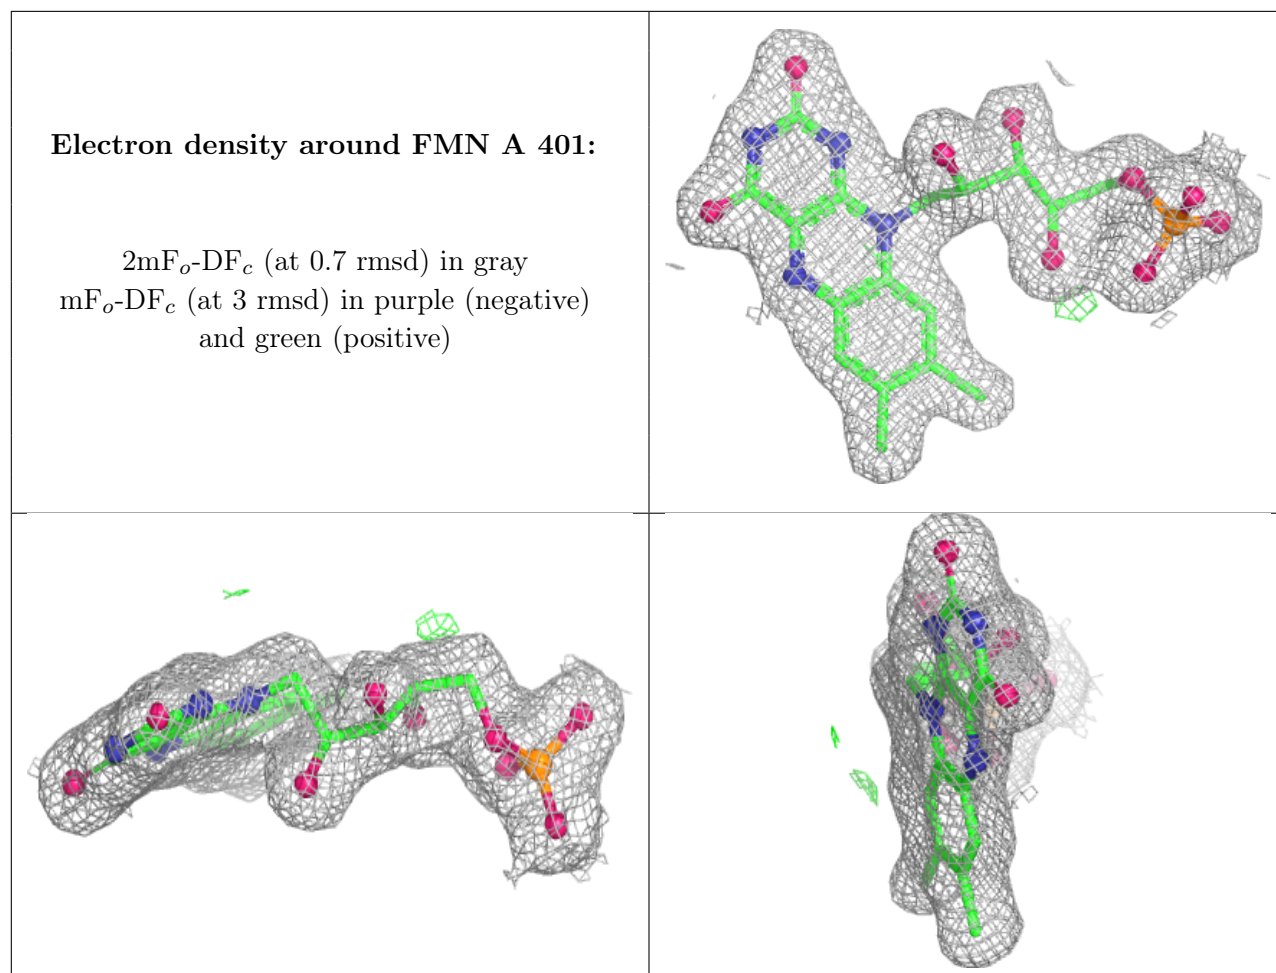 Electron density around FMN A 401:
2mFₒ-DF𝒸 (at 0.7 rmsd) in gray
mFₒ-DF𝒸 (at 3 rmsd) in purple (negative)
and green (positive)